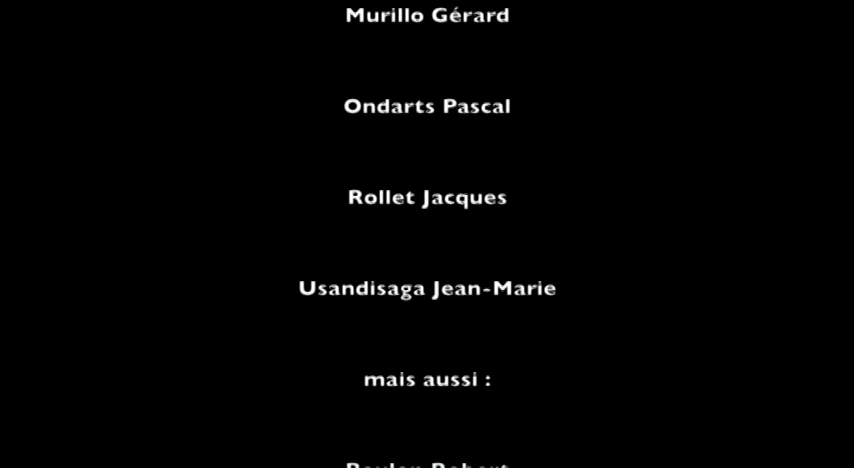 Murillo Gérard
Ondarts Pascal
Rollet Jacques
Usandisaga Jean-Marie
mais aussi :